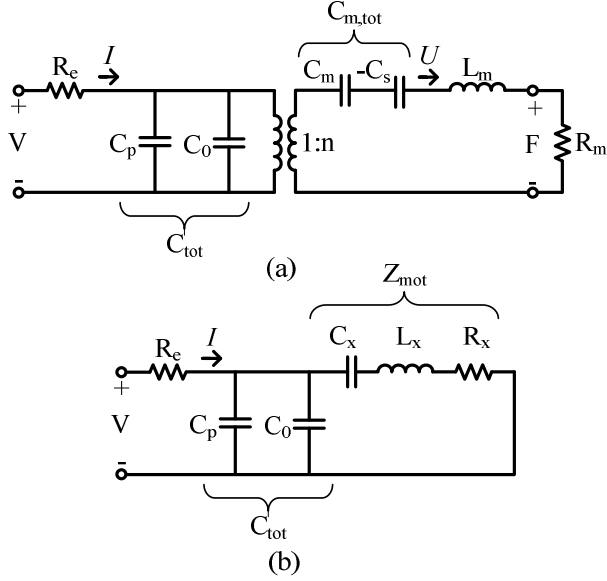 C_m,tot
R_e I C_m -C_s U L_m
+ +
V C_p C_0 1:n F R_m
- -
C_tot
(a)
Z_mot
R_e I C_x L_x R_x
+
V C_p C_0
-
C_tot
(b)